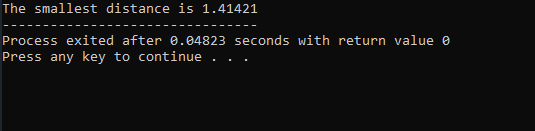 The smallest distance is 1.41421
--------------------------------
Process exited after 0.04823 seconds with return value 0
Press any key to continue . . .